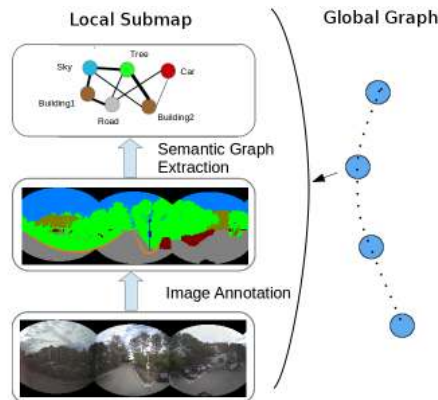 Local Submap
Global Graph
Tree
Sky
Car
Building1
Road
Building2
Semantic Graph
Extraction
Image Annotation